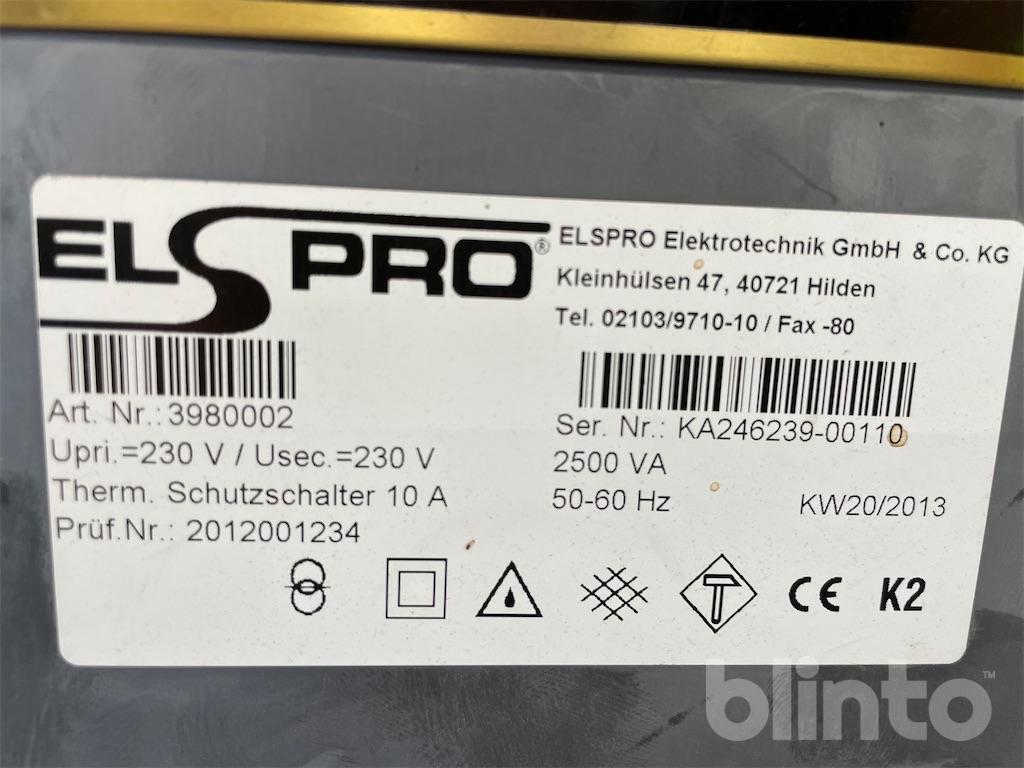 ELSPRO®
ELSPRO Elektrotechnik GmbH & Co. KG
Kleinhülsen 47, 40721 Hilden
Tel. 02103/9710-10 / Fax -80
Art. Nr.:3980002
Upri.=230 V / Usec.=230 V
Therm. Schutzschalter 10 A
Prüf.Nr.: 2012001234
Ser. Nr.: KA246239-00110
2500 VA
50-60 Hz
KW20/2013
CE K2
blinto™